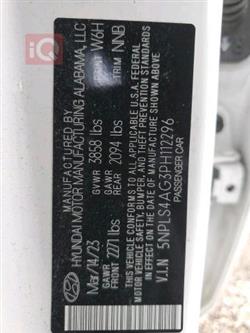 iQ
MANUFACTURED BY
HYUNDAI MOTOR MANUFACTURING ALABAMA, LLC
Mar/14/23 GVWR 3858 lbs PAINT W6H
GAWR FRONT 2271 lbs GAWR REAR 2094 lbs TRIM NNB
THIS VEHICLE CONFORMS TO ALL APPLICABLE U.S.A. FEDERAL
MOTOR VEHICLE SAFETY, BUMPER, AND THEFT PREVENTION
STANDARDS IN EFFECT ON THE DATE OF MANUFACTURE SHOWN ABOVE.
V.I.N 5NPLS4AG3PH112296
PASSENGER CAR